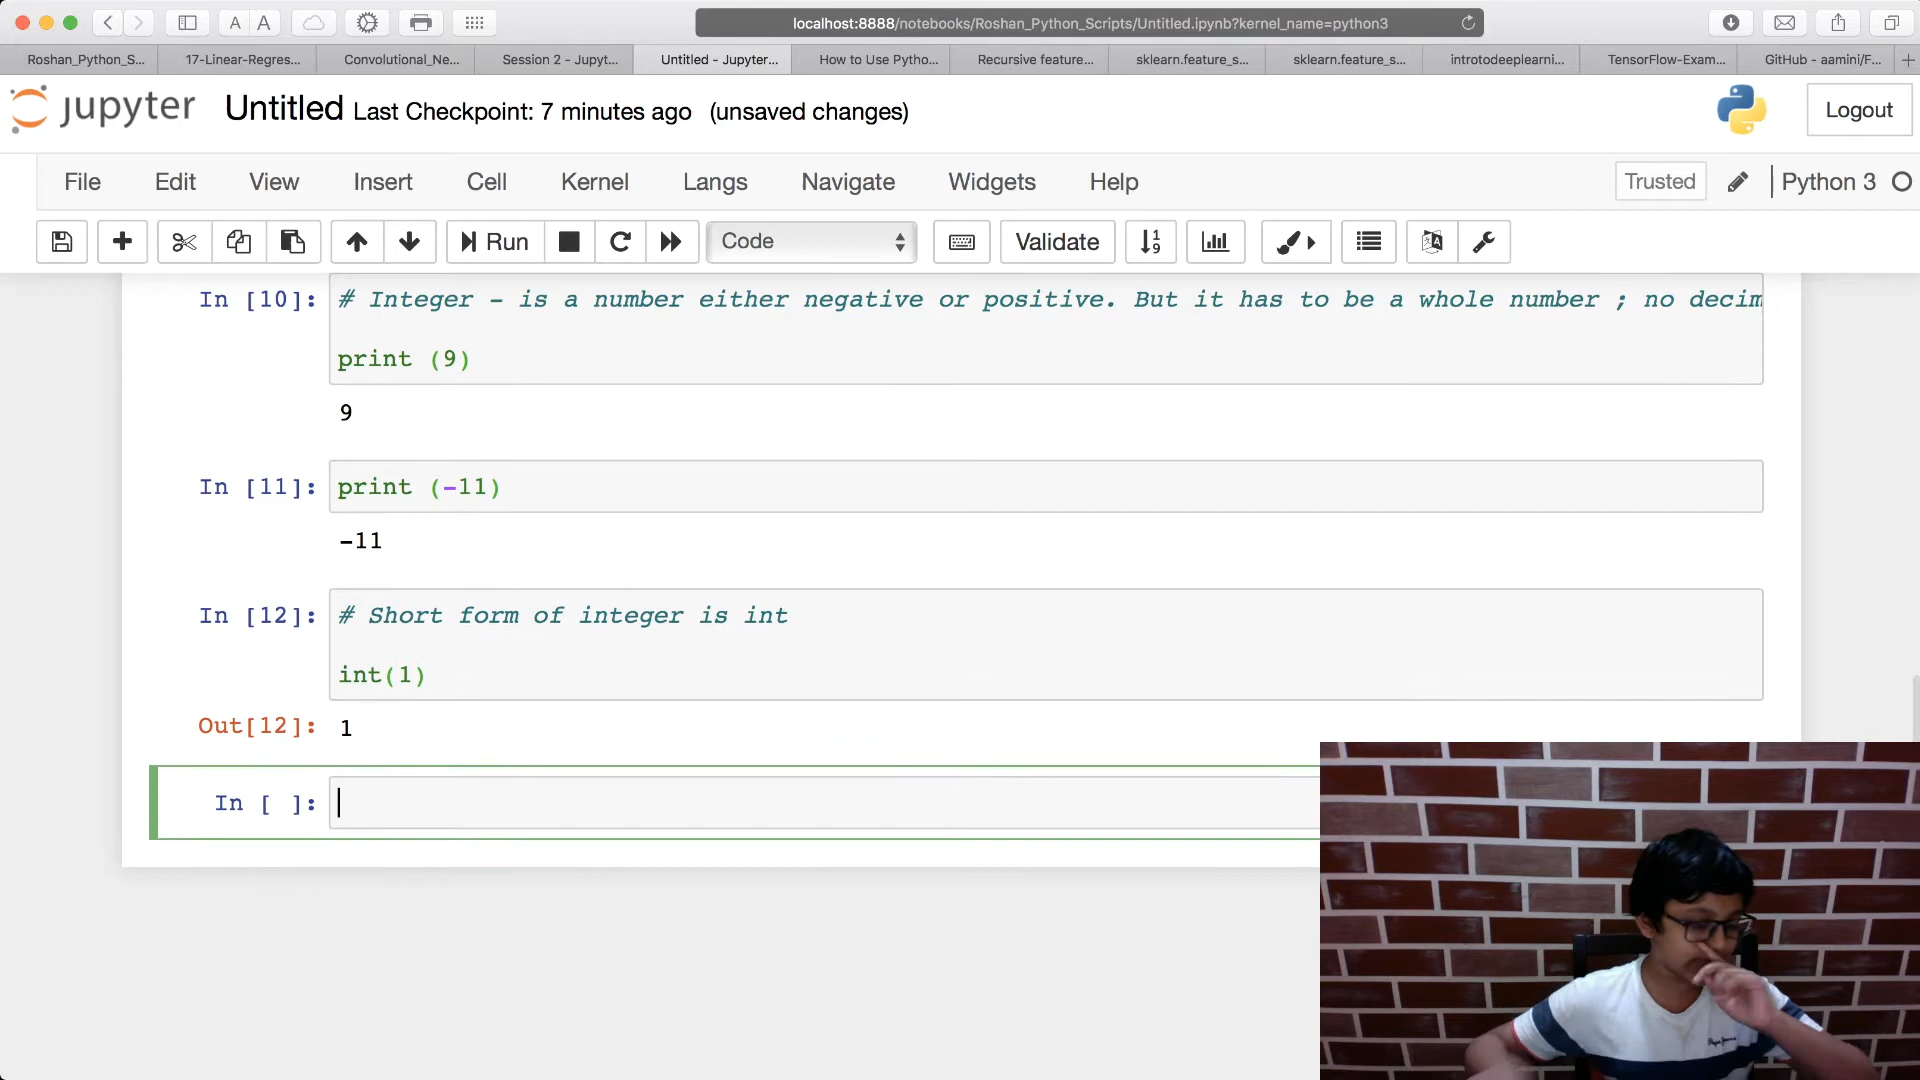 A A
localhost:8888/notebooks/Roshan_Python_Scripts/Untitled.ipynb?kernel_name=python3
Roshan_Python_S... 17-Linear-Regres... Convolutional_Ne... Session 2 - Jupyt... Untitled - Jupyter... How to Use Pytho... Recursive feature... sklearn.feature_s... sklearn.feature_s... introtodeeplearni... TensorFlow-Exam... GitHub - aamini/F...
jupyter Untitled Last Checkpoint: 7 minutes ago (unsaved changes) Logout
File Edit View Insert Cell Kernel Langs Navigate Widgets Help Trusted Python 3
Run Code Validate
In [10]: # Integer - is a number either negative or positive. But it has to be a whole number ; no decim
print (9)
9
In [11]: print (-11)
-11
In [12]: # Short form of integer is int
int(1)
Out[12]: 1
In [ ]: